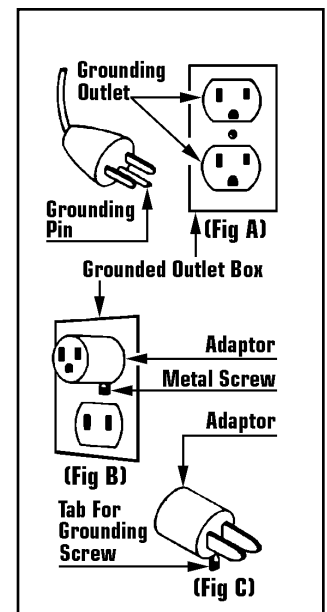 Grounding
Outlet
Grounding
Pin
(Fig A)
Grounded Outlet Box
Adaptor
Metal Screw
Adaptor
(Fig B)
Tab For
Grounding
Screw
(Fig C)